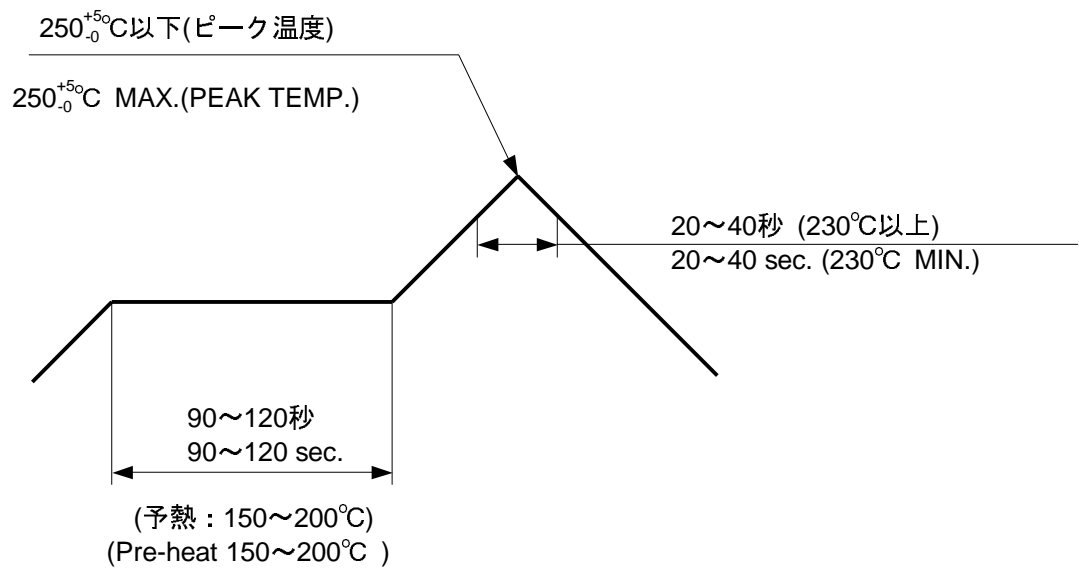 250+5-0°C以下(ピーク温度)
250+5-0°C MAX.(PEAK TEMP.)
20～40秒 (230°C以上)
20～40 sec. (230°C MIN.)
90～120秒
90～120 sec.
(予熱：150～200°C)
(Pre-heat 150～200°C )